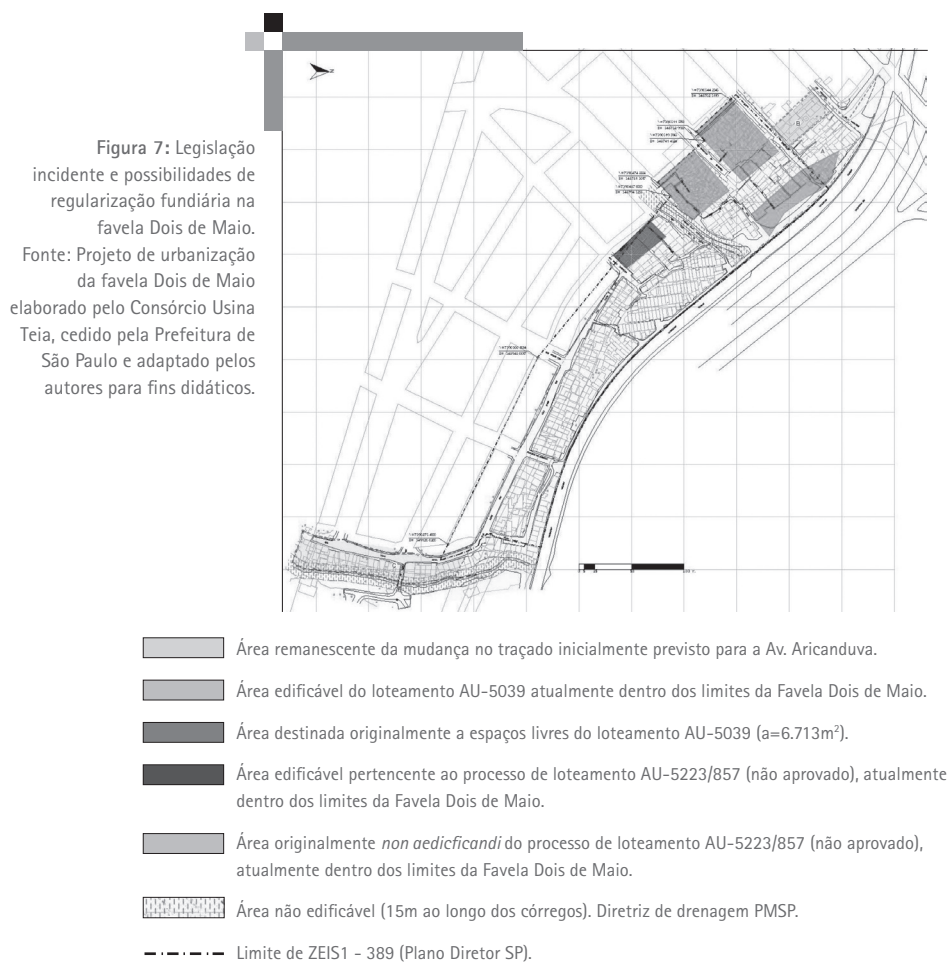 Figura 7: Legislação
incidente e possibilidades de
regularização fundiária na
favela Dois de Maio.
Fonte: Projeto de urbanização
da favela Dois de Maio
elaborado pelo Consórcio Usina
Teia, cedido pela Prefeitura de
São Paulo e adaptado pelos
autores para fins didáticos.
B
A
Área remanescente da mudança no traçado inicialmente previsto para a Av. Aricanduva.
Área edificável do loteamento AU-5039 atualmente dentro dos limites da Favela Dois de Maio.
Área destinada originalmente a espaços livres do loteamento AU-5039 (a=6.713m²).
Área edificável pertencente ao processo de loteamento AU-5223/857 (não aprovado), atualmente
dentro dos limites da Favela Dois de Maio.
Área originalmente non aedicficandi do processo de loteamento AU-5223/857 (não aprovado),
atualmente dentro dos limites da Favela Dois de Maio.
Área não edificável (15m ao longo dos córregos). Diretriz de drenagem PMSP.
Limite de ZEIS1 - 389 (Plano Diretor SP).